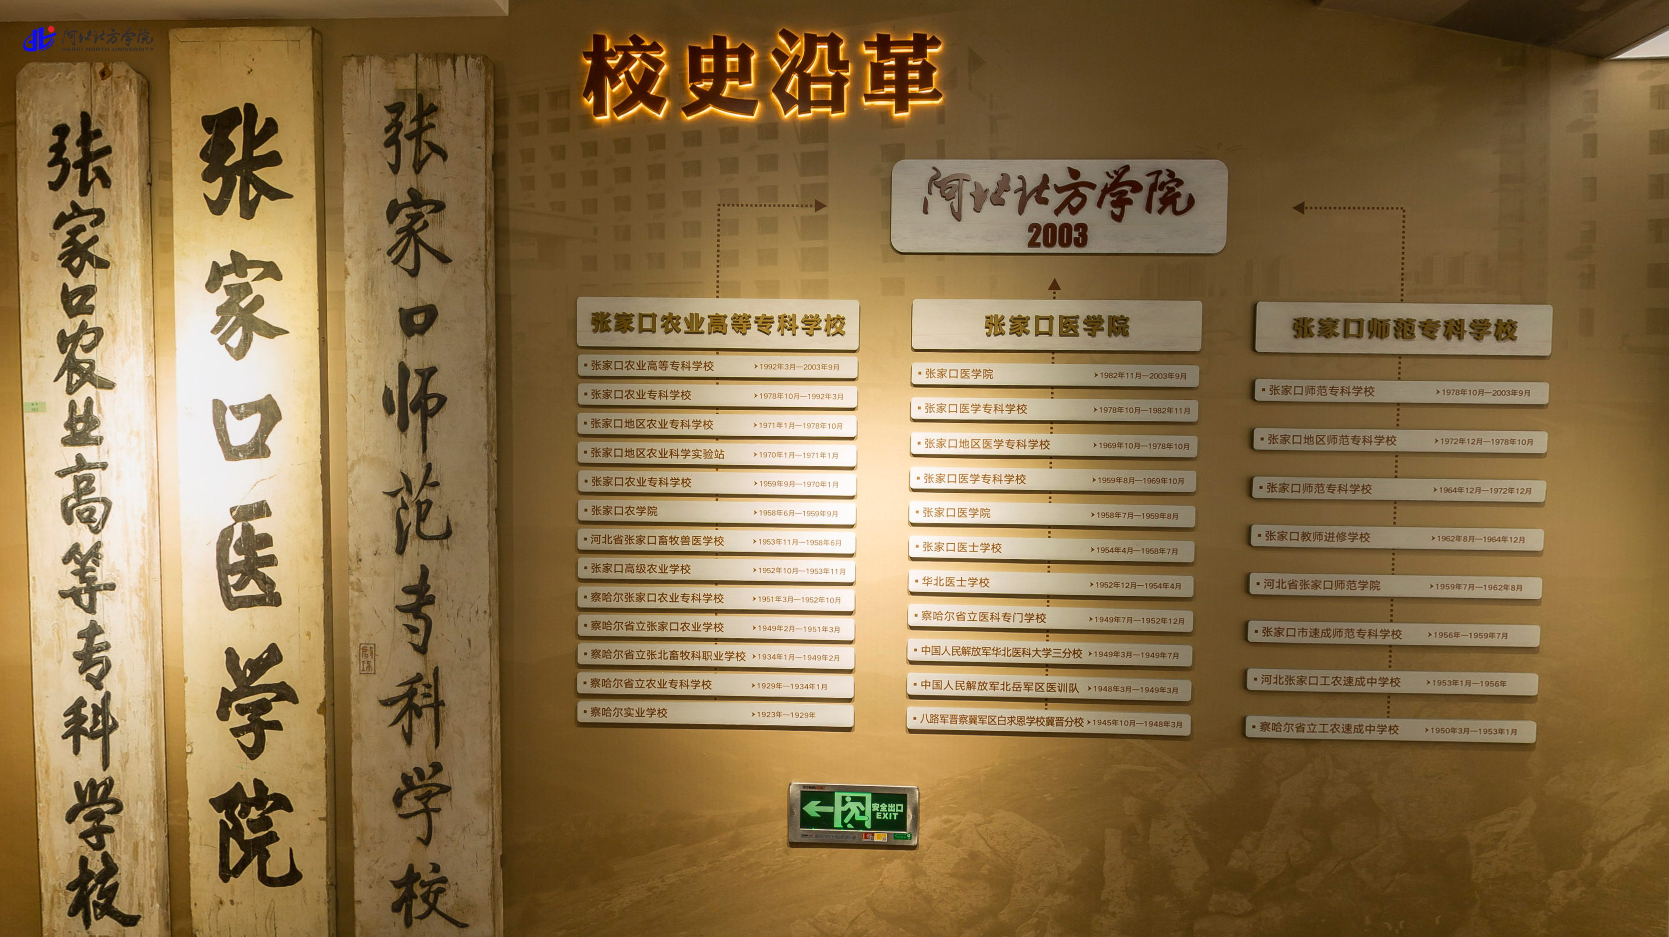 河北北方学院
HEBEI NORTH UNIVERSITY
张家口农业高等专科学校
张家口医学院
张家口师范专科学校
校史沿革
河北北方学院
2003
张家口农业高等专科学校
张家口农业高等专科学校 1992年3月—2003年9月
张家口农业专科学校 1978年10月—1992年3月
张家口地区农业专科学校 1971年1月—1978年10月
张家口地区农业科学实验站 1970年1月—1971年1月
张家口农业专科学校 1959年9月—1970年1月
张家口农学院 1958年6月—1959年9月
河北省张家口畜牧兽医学校 1953年11月—1958年6月
张家口高级农业学校 1952年10月—1953年11月
察哈尔张家口农业专科学校 1951年3月—1952年10月
察哈尔省立张家口农业学校 1949年2月—1951年3月
察哈尔省立张北畜牧科职业学校 1934年1月—1949年2月
察哈尔省立农业专科学校 1929年—1934年1月
察哈尔实业学校 1923年—1929年
张家口医学院
张家口医学院 1982年11月—2003年9月
张家口医学专科学校 1978年10月—1982年11月
张家口地区医学专科学校 1969年10月—1978年10月
张家口医学专科学校 1959年8月—1969年10月
张家口医学院 1958年7月—1959年8月
张家口医士学校 1954年4月—1958年7月
华北医士学校 1952年12月—1954年4月
察哈尔省立医科专门学校 1949年7月—1952年12月
中国人民解放军华北医科大学三分校 1949年3月—1949年7月
中国人民解放军北岳军区医训队 1948年3月—1949年3月
八路军晋察冀军区白求恩学校冀晋分校 1945年10月—1948年3月
张家口师范专科学校
张家口师范专科学校 1978年10月—2003年9月
张家口地区师范专科学校 1972年12月—1978年10月
张家口师范专科学校 1964年12月—1972年12月
张家口教师进修学校 1962年8月—1964年12月
河北省张家口师范学院 1959年7月—1962年8月
张家口市速成师范专科学校 1956年—1959年7月
河北张家口工农速成中学校 1953年1月—1956年
察哈尔省立工农速成中学校 1950年3月—1953年1月
安全出口
EXIT